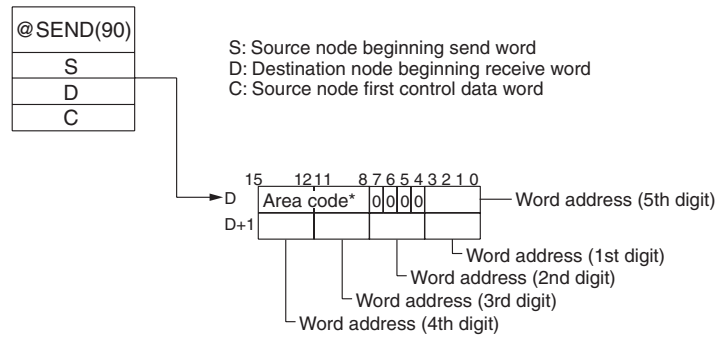 @SEND(90)
S
D
C
S: Source node beginning send word
D: Destination node beginning receive word
C: Source node first control data word
15 12 11 8 7 6 5 4 3 2 1 0
D Area code* 0 0 0 0 Word address (5th digit)
D+1
Word address (1st digit)
Word address (2nd digit)
Word address (3rd digit)
Word address (4th digit)